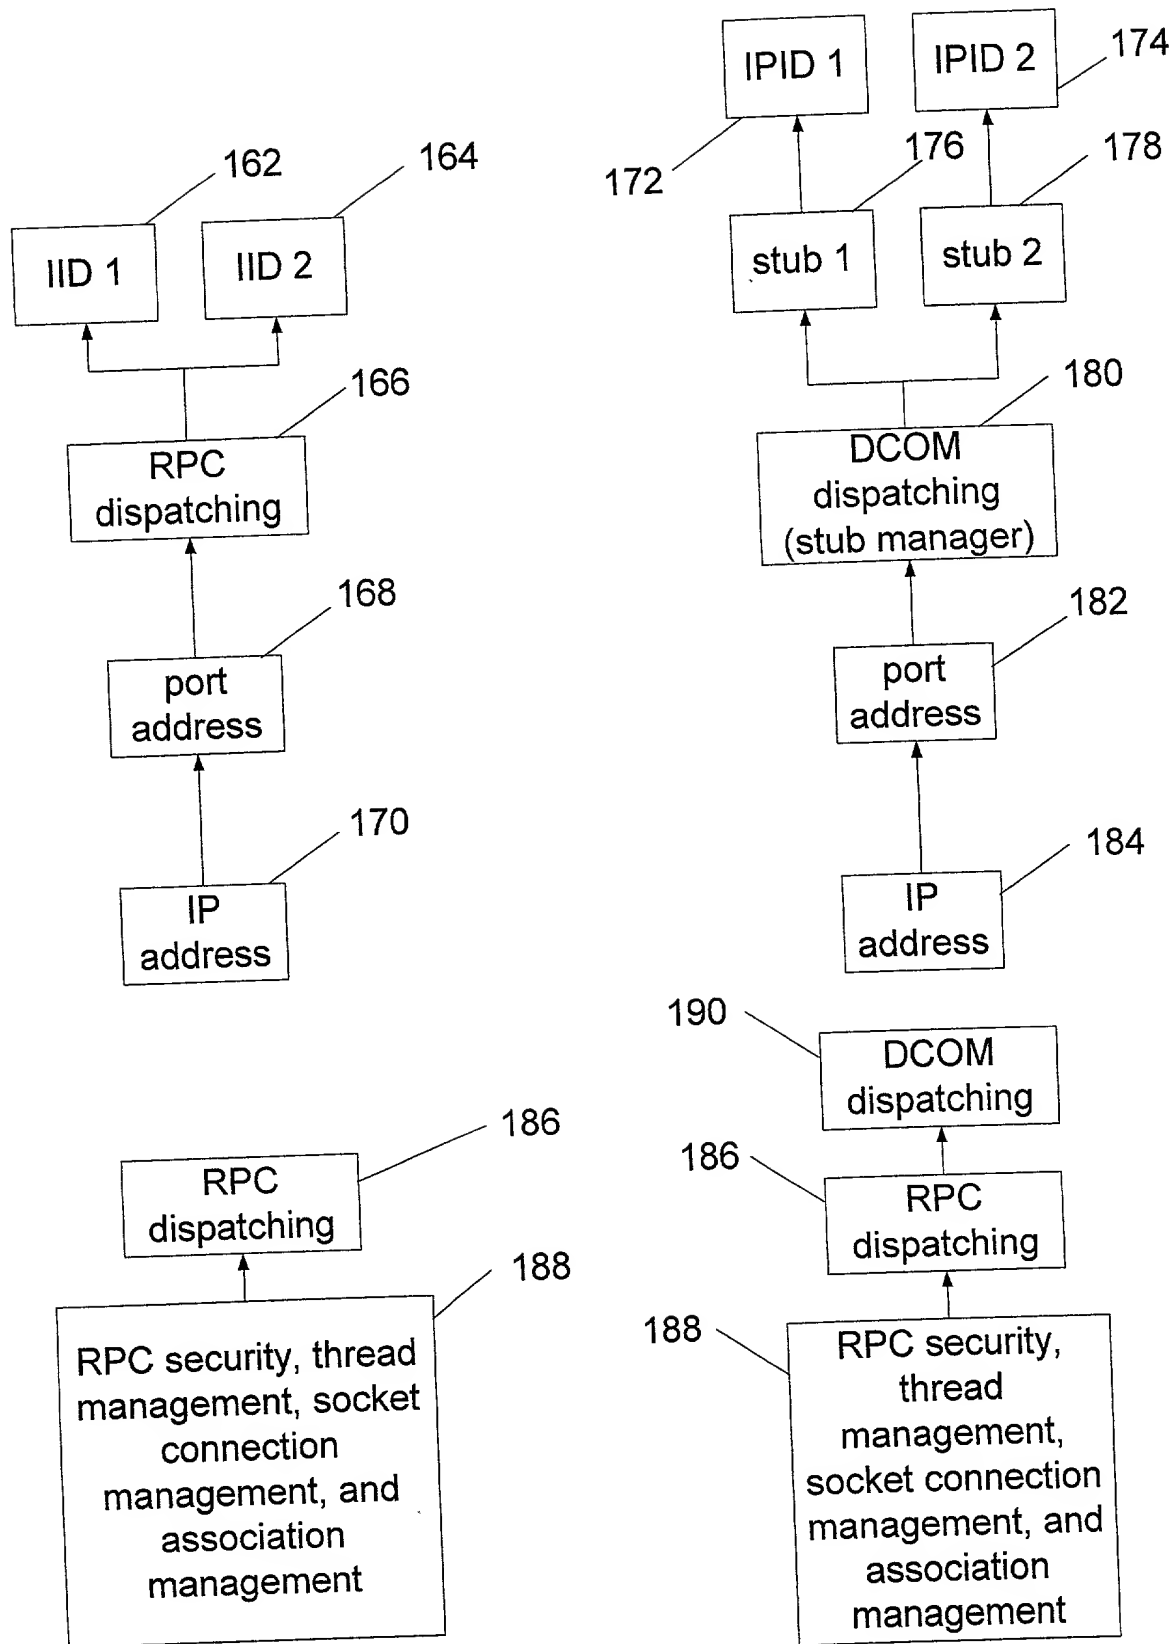 162
164
IID 1
IID 2
166
RPC
dispatching
168
port
address
170
IP
address
172
IPID 1
IPID 2
174
176
178
stub 1
stub 2
180
DCOM
dispatching
(stub manager)
182
port
address
184
IP
address
186
RPC
dispatching
188
RPC security, thread
management, socket
connection
management, and
association
management
190
DCOM
dispatching
186
RPC
dispatching
188
RPC security,
thread
management,
socket connection
management, and
association
management